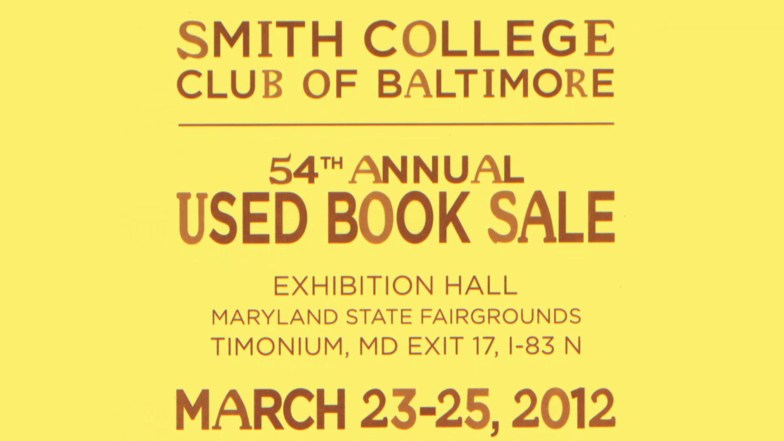 SMITH COLLEGE
CLUB OF BALTIMORE
54TH ANNUAL
USED BOOK SALE
EXHIBITION HALL
MARYLAND STATE FAIRGROUNDS
TIMONIUM, MD EXIT 17, I-83 N
MARCH 23-25, 2012